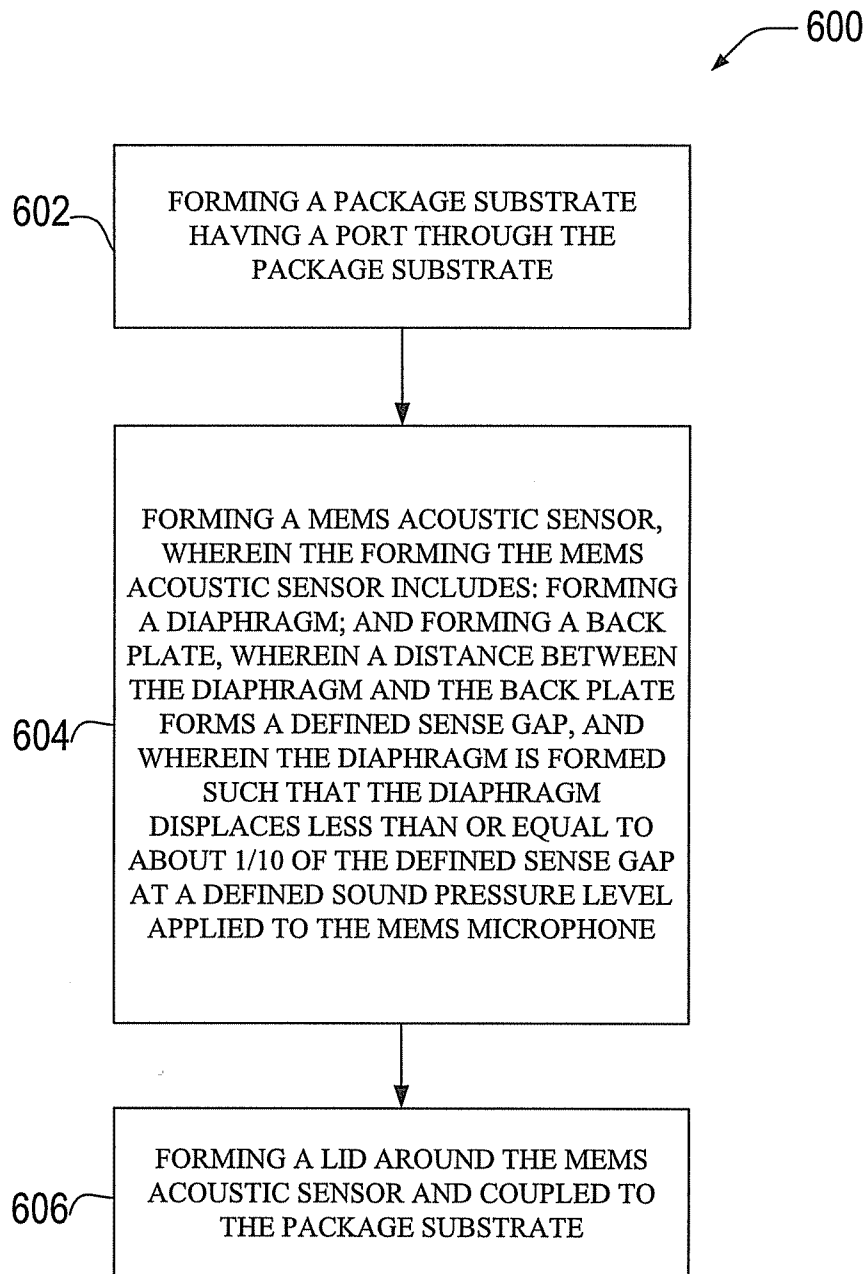 600
602
FORMING A PACKAGE SUBSTRATE
HAVING A PORT THROUGH THE
PACKAGE SUBSTRATE
604
FORMING A MEMS ACOUSTIC SENSOR,
WHEREIN THE FORMING THE MEMS
ACOUSTIC SENSOR INCLUDES: FORMING
A DIAPHRAGM; AND FORMING A BACK
PLATE, WHEREIN A DISTANCE BETWEEN
THE DIAPHRAGM AND THE BACK PLATE
FORMS A DEFINED SENSE GAP, AND
WHEREIN THE DIAPHRAGM IS FORMED
SUCH THAT THE DIAPHRAGM
DISPLACES LESS THAN OR EQUAL TO
ABOUT 1/10 OF THE DEFINED SENSE GAP
AT A DEFINED SOUND PRESSURE LEVEL
APPLIED TO THE MEMS MICROPHONE
606
FORMING A LID AROUND THE MEMS
ACOUSTIC SENSOR AND COUPLED TO
THE PACKAGE SUBSTRATE